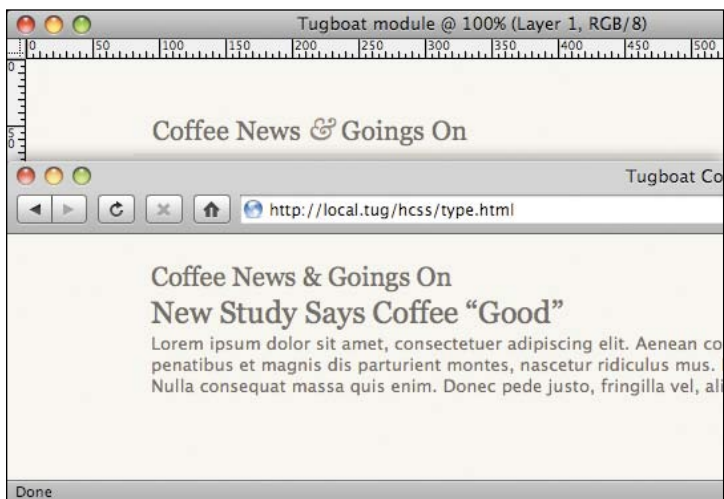 Tugboat module @ 100% (Layer 1, RGB/8)
0 50 100 150 200 250 300 350 400 450 500
0
50
Coffee News & Goings On
Tugboat Co
http://local.tug/hcss/type.html
Coffee News & Goings On
New Study Says Coffee “Good”
Lorem ipsum dolor sit amet, consectetuer adipiscing elit. Aenean co
penatibus et magnis dis parturient montes, nascetur ridiculus mus.
Nulla consequat massa quis enim. Donec pede justo, fringilla vel, ali
Done